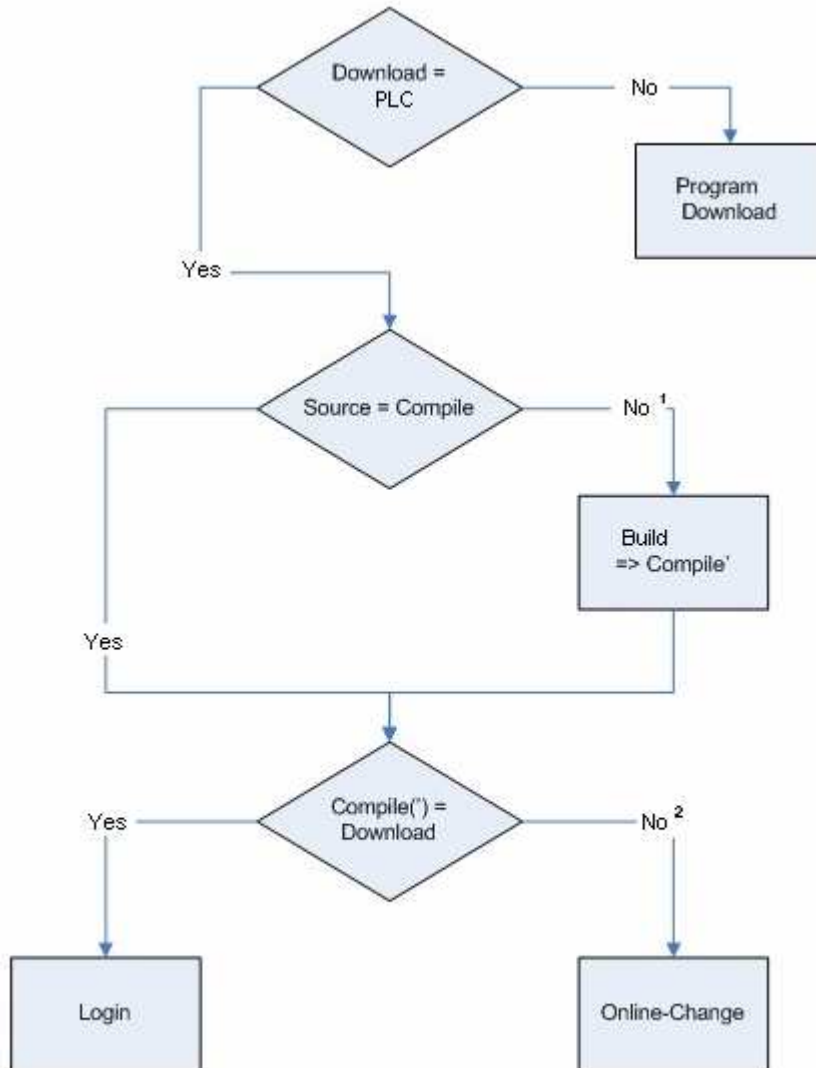 Download =
PLC
No
Program
Download
Yes
Source = Compile
No ¹
Build
=> Compile'
Yes
Compile(') =
Download
Yes
No ²
Login
Online-Change